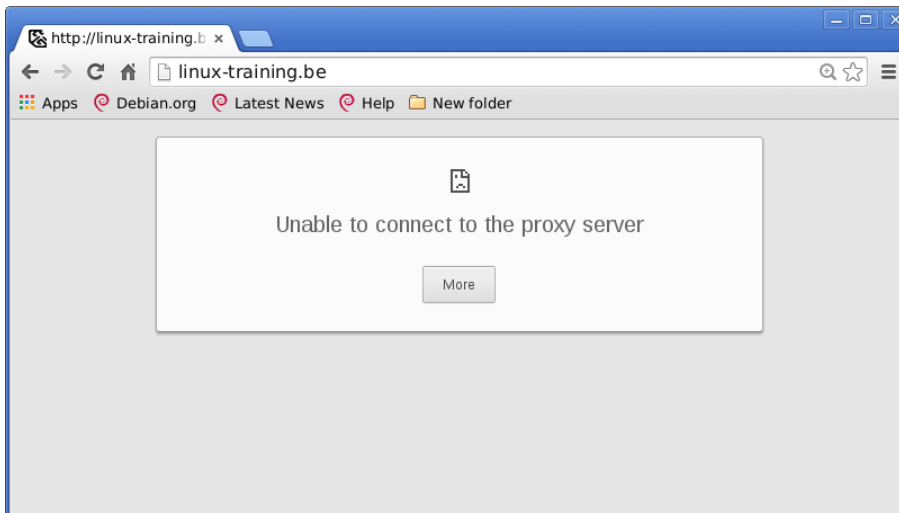 http://linux-training.b
linux-training.be
Apps Debian.org Latest News Help New folder
Unable to connect to the proxy server
More